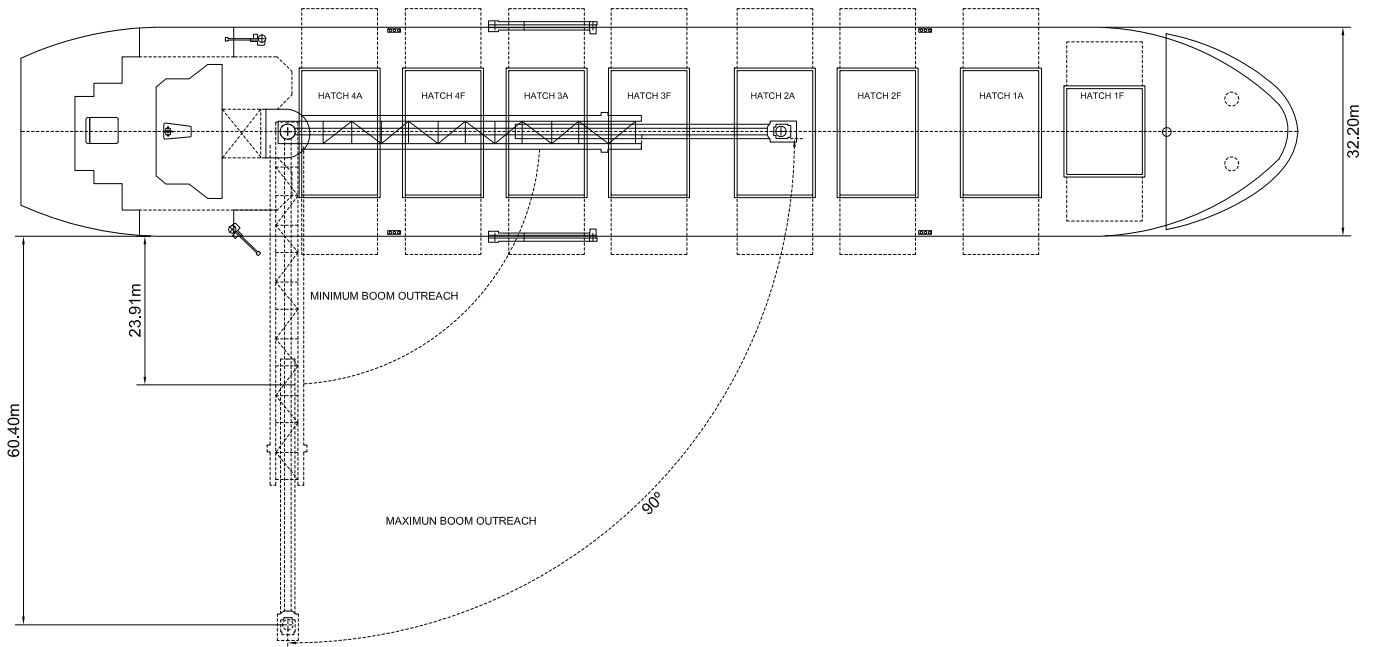 HATCH 4A
HATCH 4F
HATCH 3A
HATCH 3F
HATCH 2A
HATCH 2F
HATCH 1A
HATCH 1F
32.20m
23.91m
MINIMUM BOOM OUTREACH
60.40m
90°
MAXIMUN BOOM OUTREACH